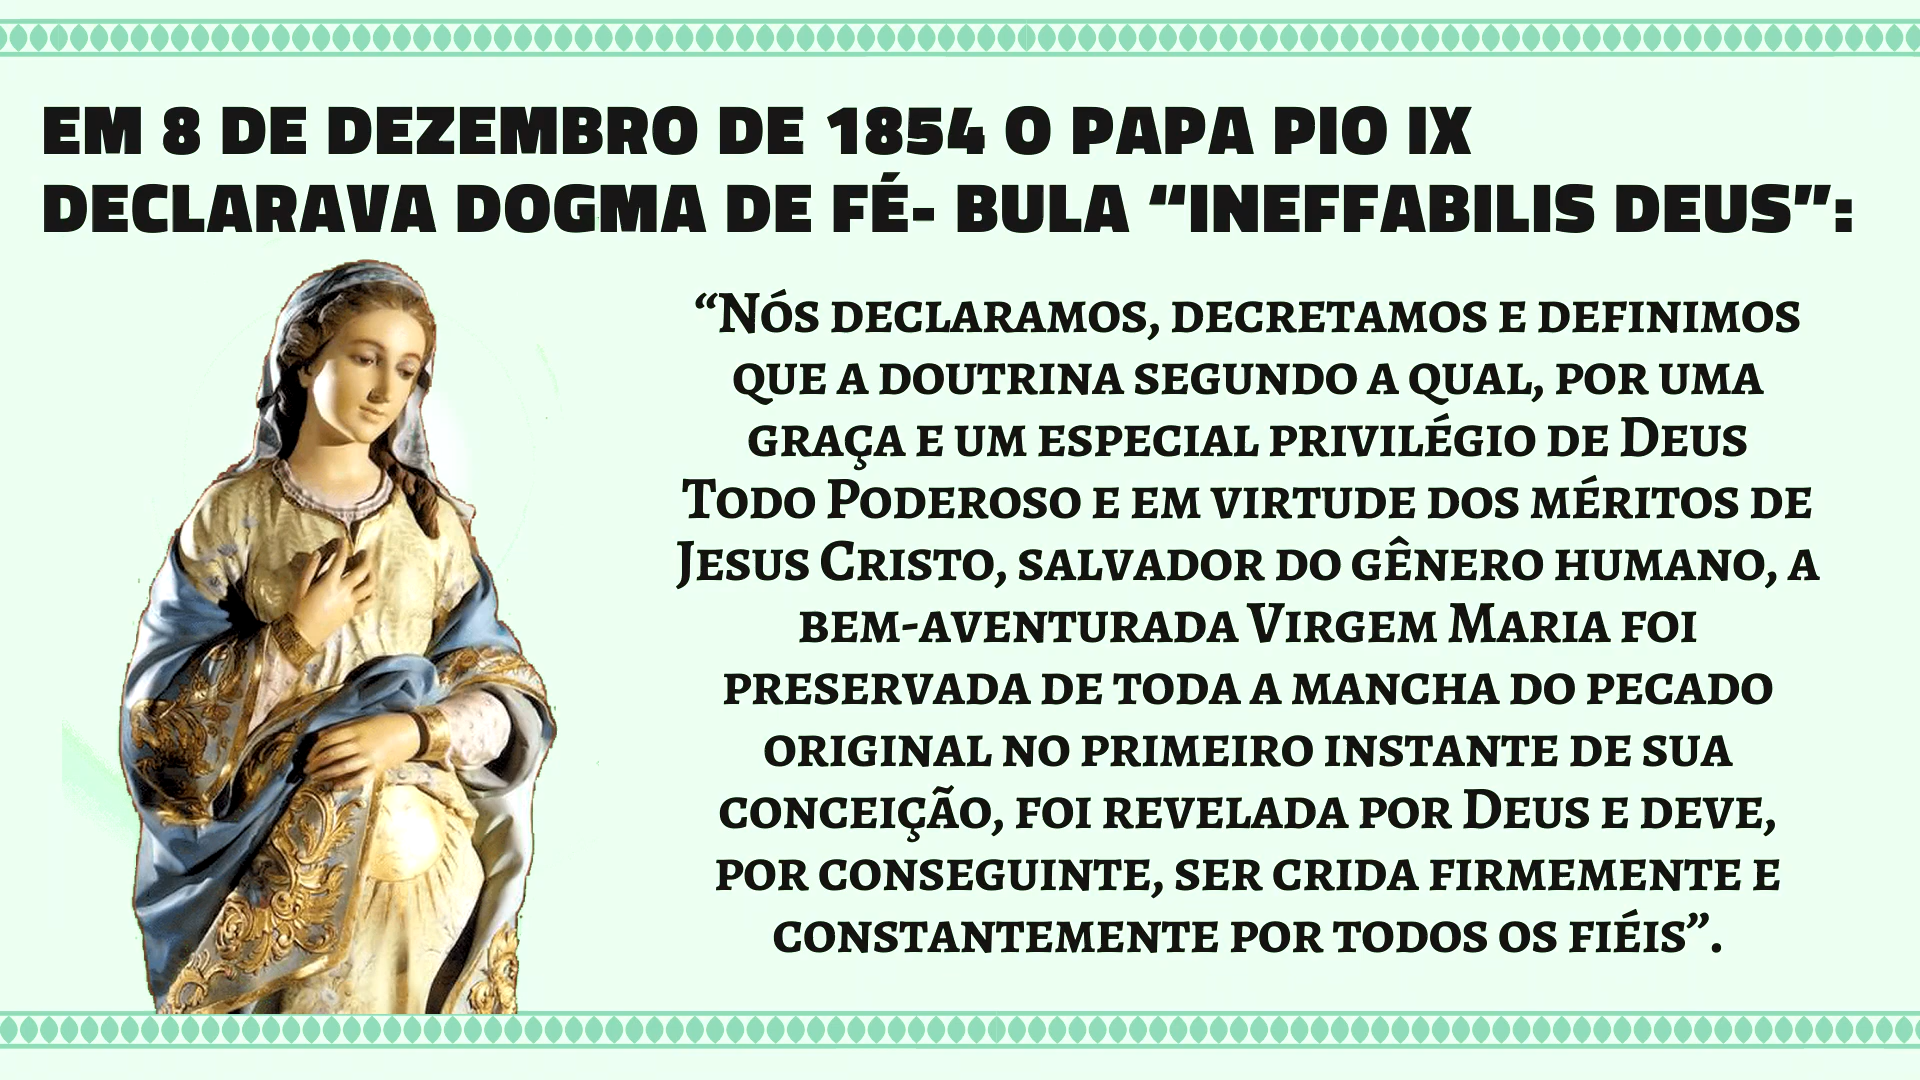 EM 8 DE DEZEMBRO DE 1854 O PAPA PIO IX
DECLARAVA DOGMA DE FÉ- BULA “INEFFABILIS DEUS”:
“Nós declaramos, decretamos e definimos
que a doutrina segundo a qual, por uma
graça e um especial privilégio de Deus
Todo Poderoso e em virtude dos méritos de
Jesus Cristo, salvador do gênero humano, a
bem-aventurada Virgem Maria foi
preservada de toda a mancha do pecado
original no primeiro instante de sua
conceição, foi revelada por Deus e deve,
por conseguinte, ser crida firmemente e
constantemente por todos os fiéis”.